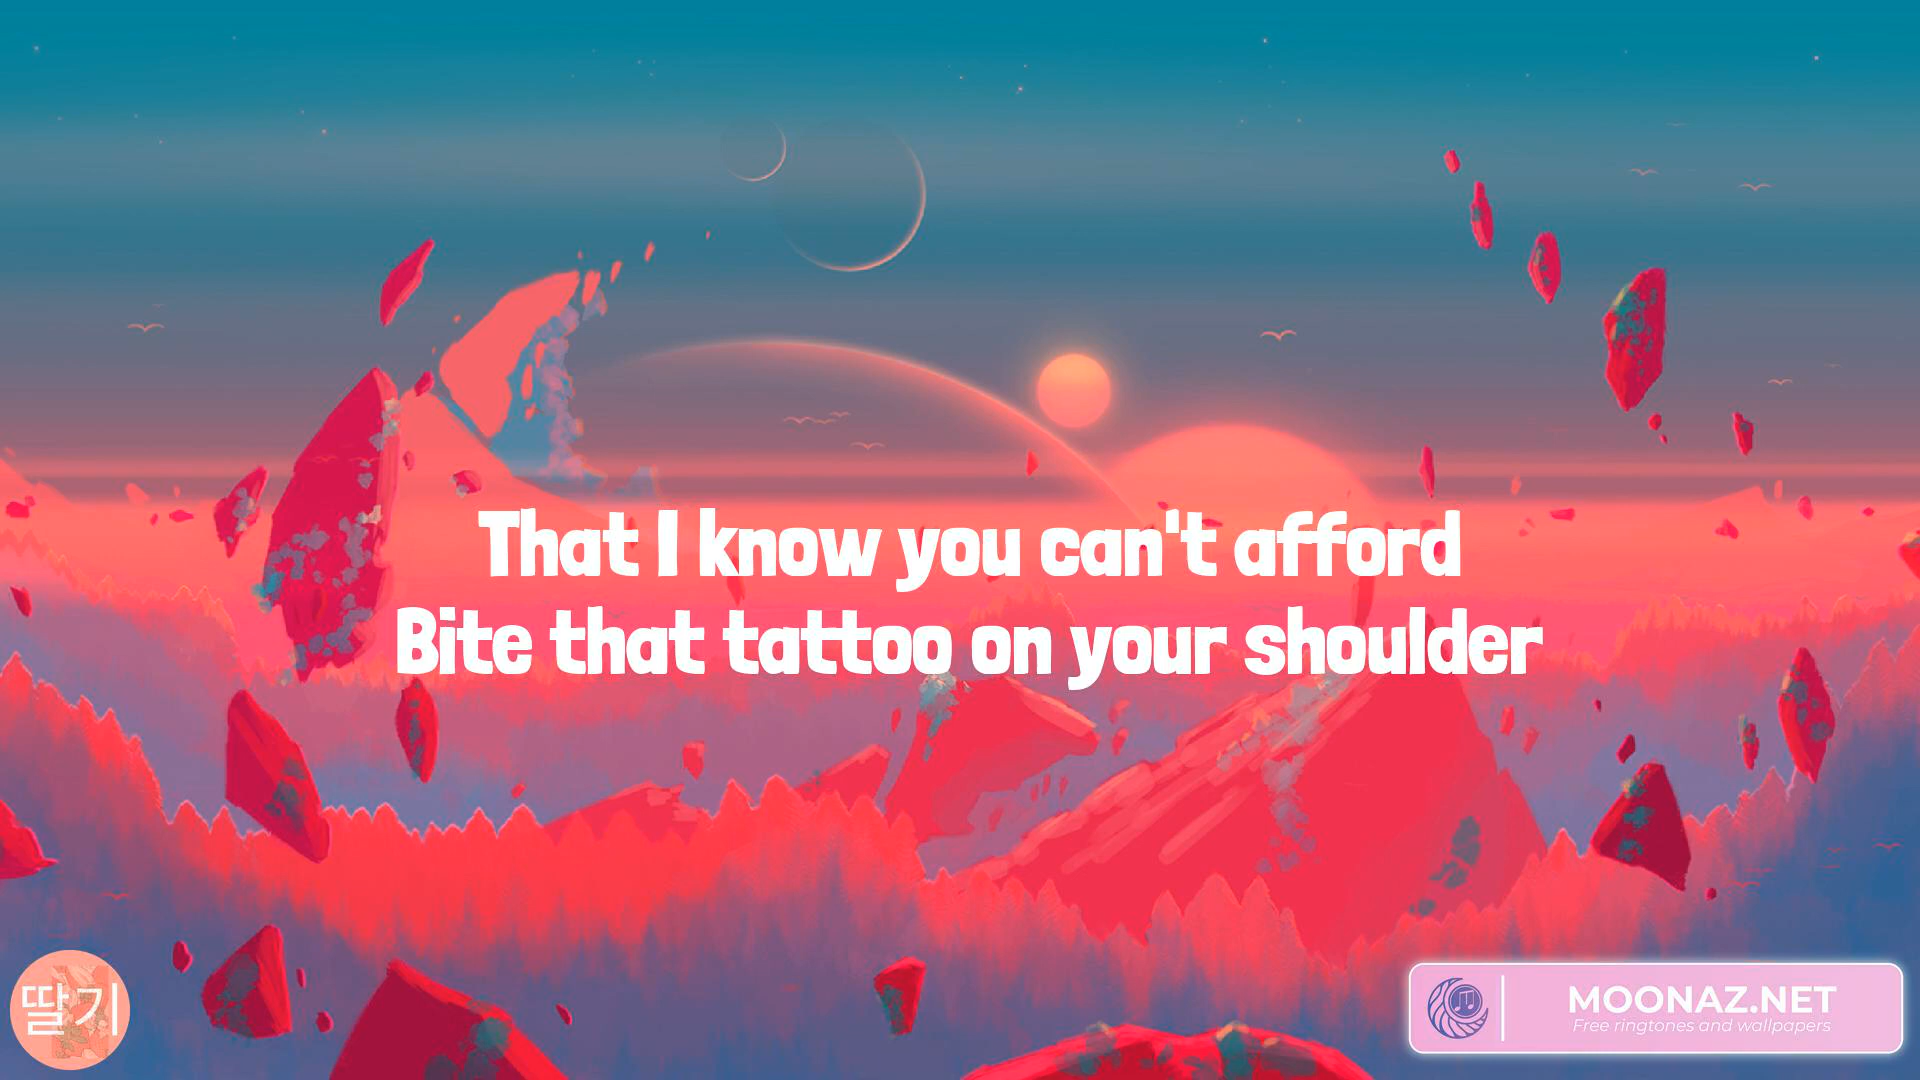 That I know you can't afford
Bite that tattoo on your shoulder
딸기
MOONAZ.NET
Free ringtones and wallpapers